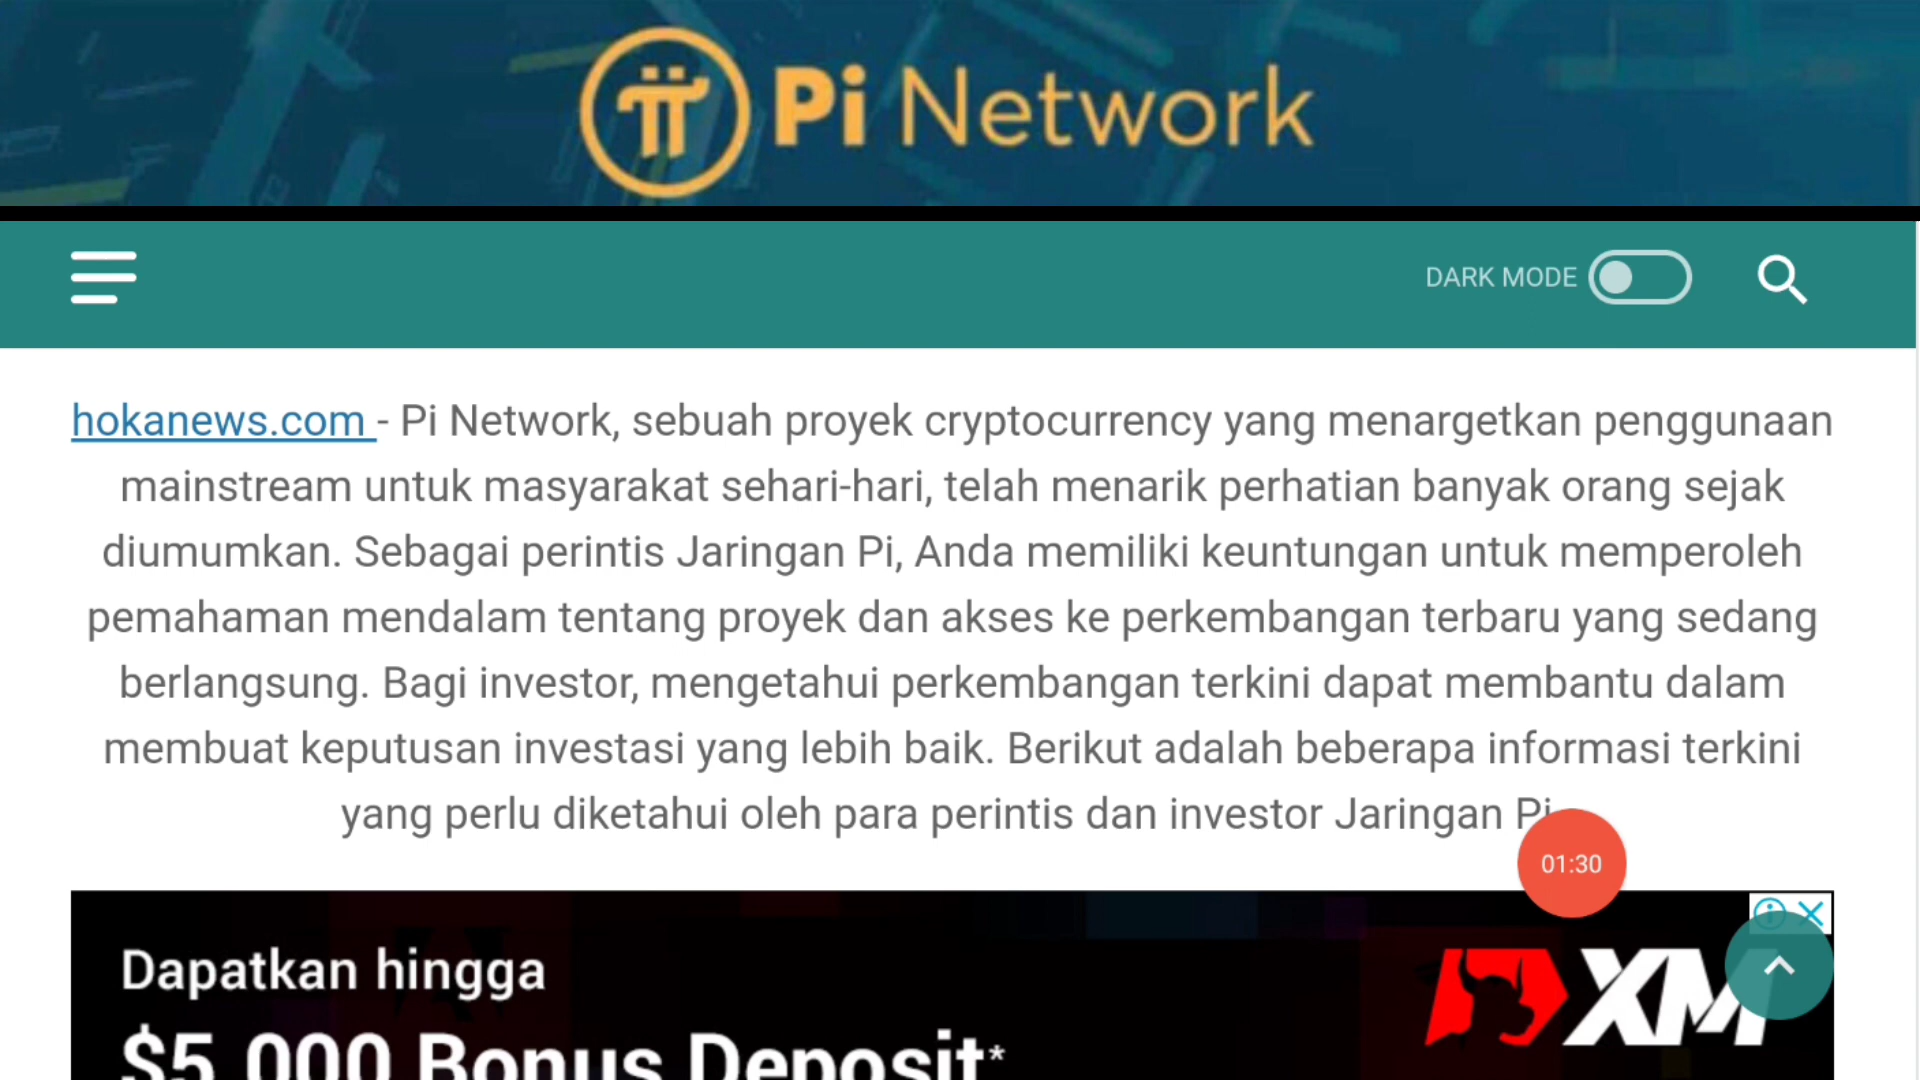 Pi Network
DARK MODE
hokanews.com - Pi Network, sebuah proyek cryptocurrency yang menargetkan penggunaan
mainstream untuk masyarakat sehari-hari, telah menarik perhatian banyak orang sejak
diumumkan. Sebagai perintis Jaringan Pi, Anda memiliki keuntungan untuk memperoleh
pemahaman mendalam tentang proyek dan akses ke perkembangan terbaru yang sedang
berlangsung. Bagi investor, mengetahui perkembangan terkini dapat membantu dalam
membuat keputusan investasi yang lebih baik. Berikut adalah beberapa informasi terkini
yang perlu diketahui oleh para perintis dan investor Jaringan Pi
01:30
Dapatkan hingga
XM
$5,000 Bonus Deposit*